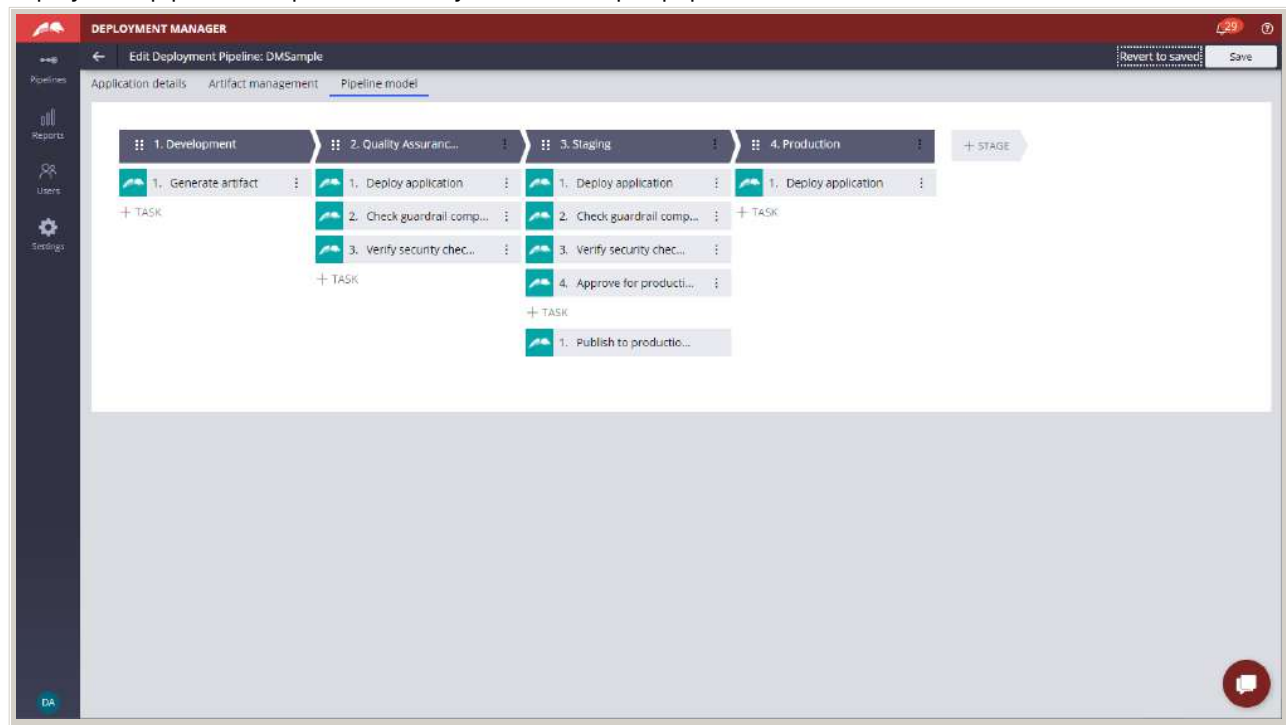 DEPLOYMENT MANAGER
29
Edit Deployment Pipeline: DMSample
Revert to saved
Save
Pipelines
Application details Artifact management Pipeline model
Reports
Users
Settings
1. Development
2. Quality Assuranc...
3. Staging
4. Production
+ STAGE
1. Generate artifact
1. Deploy application
1. Deploy application
1. Deploy application
+ TASK
2. Check guardrail comp...
2. Check guardrail comp...
+ TASK
3. Verify security chec...
3. Verify security chec...
+ TASK
4. Approve for producti...
+ TASK
1. Publish to productio...
DA